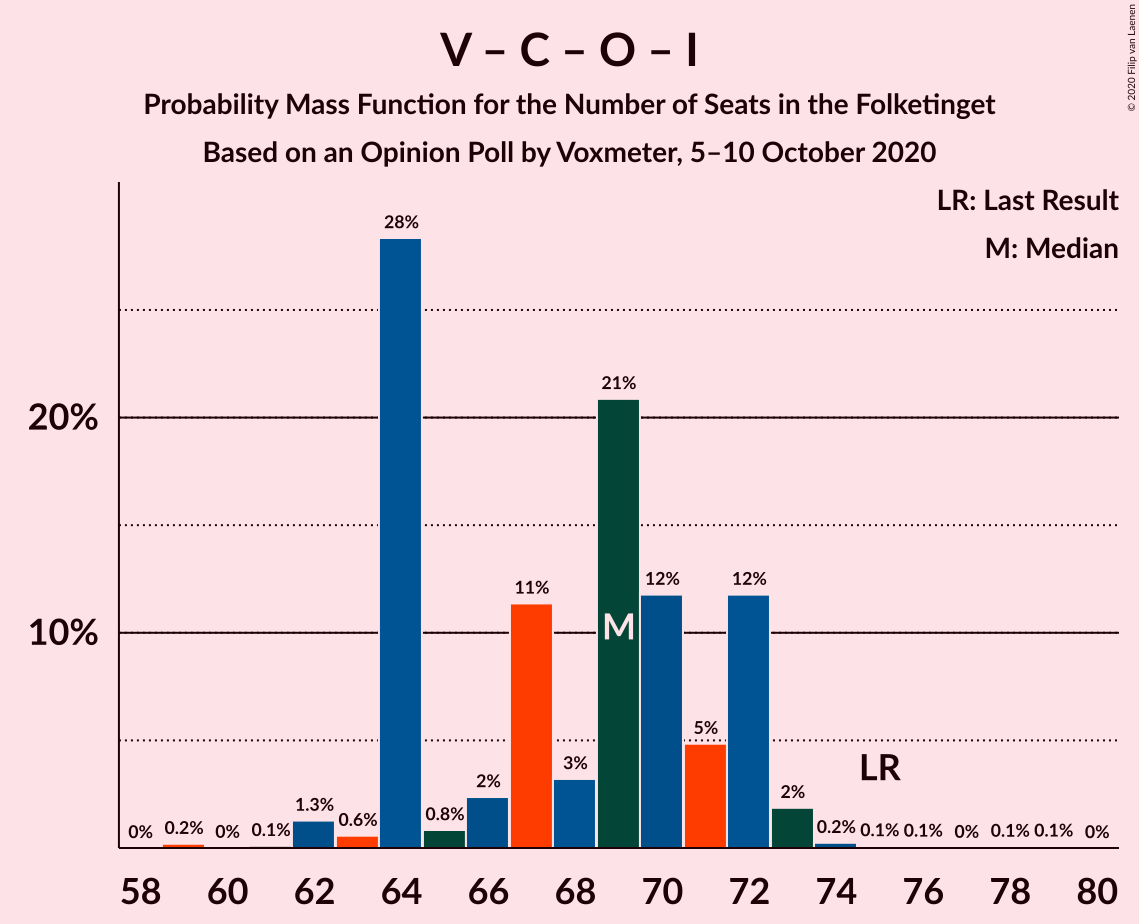 V – C – O – I
Probability Mass Function for the Number of Seats in the Folketinget
Based on an Opinion Poll by Voxmeter, 5–10 October 2020
© 2020 Filip van Laenen
LR: Last Result
M: Median
20%
10%
0%
0.2%
0%
0.1%
1.3%
0.6%
28%
0.8%
2%
11%
3%
21%
12%
5%
12%
2%
0.2%
0.1%
0.1%
0%
0.1%
0.1%
0%
M
LR
58 60 62 64 66 68 70 72 74 76 78 80